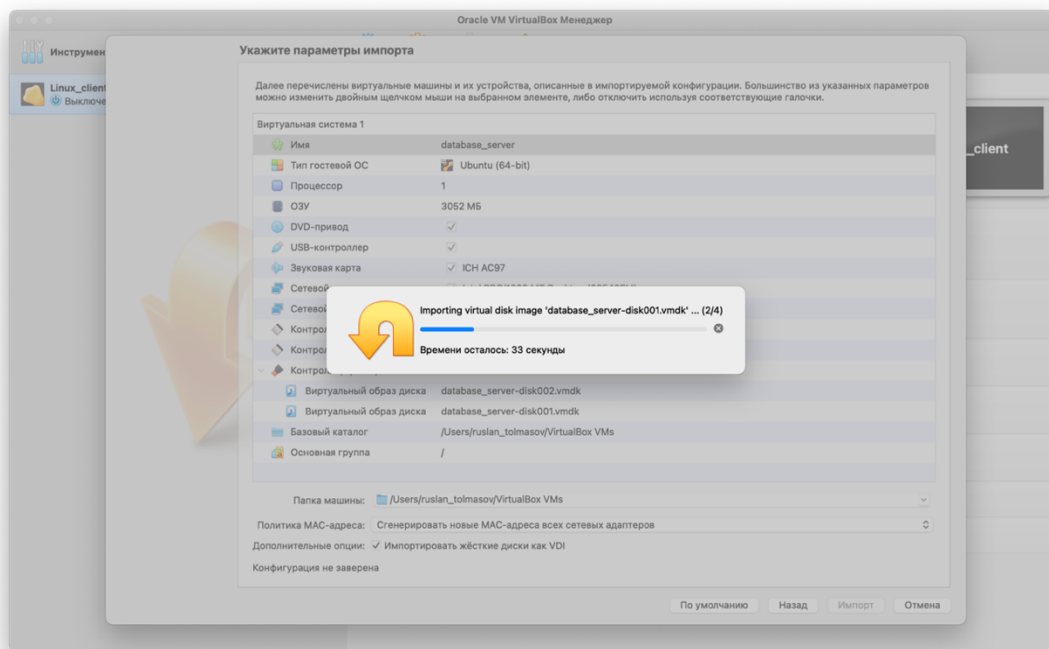 Oracle VM VirtualBox Менеджер
Инструмен
Укажите параметры импорта
Linux_client
Выключе
Далее перечислены виртуальные машины и их устройства, описанные в импортируемой конфигурации. Большинство из указанных параметров
можно изменить двойным щелчком мыши на выбранном элементе, либо отключить используя соответствующие галочки.
Виртуальная система 1
Имя database_server
_client
Тип гостевой ОС Ubuntu (64-bit)
Процессор 1
ОЗУ 3052 МБ
DVD-привод
USB-контроллер
Звуковая карта ICH AC97
Сетевой
Сетевой
Importing virtual disk image 'database_server-disk001.vmdk' ... (2/4)
Контрол
Контрол
Времени осталось: 33 секунды
Контрол
Виртуальный образ диска database_server-disk002.vmdk
Виртуальный образ диска database_server-disk001.vmdk
Базовый каталог /Users/ruslan_tolmasov/VirtualBox VMs
Основная группа /
Папка машины: /Users/ruslan_tolmasov/VirtualBox VMs
Политика MAC-адреса: Сгенерировать новые MAC-адреса всех сетевых адаптеров
Дополнительные опции: Импортировать жёсткие диски как VDI
Конфигурация не заверена
По умолчанию Назад Импорт Отмена